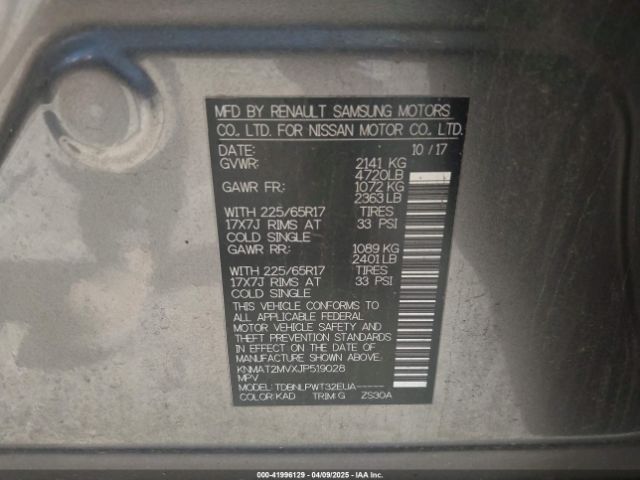 MFD BY RENAULT SAMSUNG MOTORS
CO., LTD. FOR NISSAN MOTOR CO., LTD.
DATE: 10 / 17
GVWR: 2141 KG
4720LB
GAWR FR: 1072 KG
2363 LB
WITH 225/65R17 TIRES
17X7J RIMS AT 33 PSI
COLD SINGLE
GAWR RR: 1089 KG
2401 LB
WITH 225/65R17 TIRES
17X7J RIMS AT 33 PSI
COLD SINGLE
THIS VEHICLE CONFORMS TO
ALL APPLICABLE FEDERAL
MOTOR VEHICLE SAFETY AND
THEFT PREVENTION STANDARDS
IN EFFECT ON THE DATE OF
MANUFACTURE SHOWN ABOVE.
KNMAT2MVXJP519028
MPV
MODEL: TDBNLPWT32EUA-----
COLOR: KAD TRIM: G ZS30A
000-41996129 - 04/09/2025 - IAAI Inc.